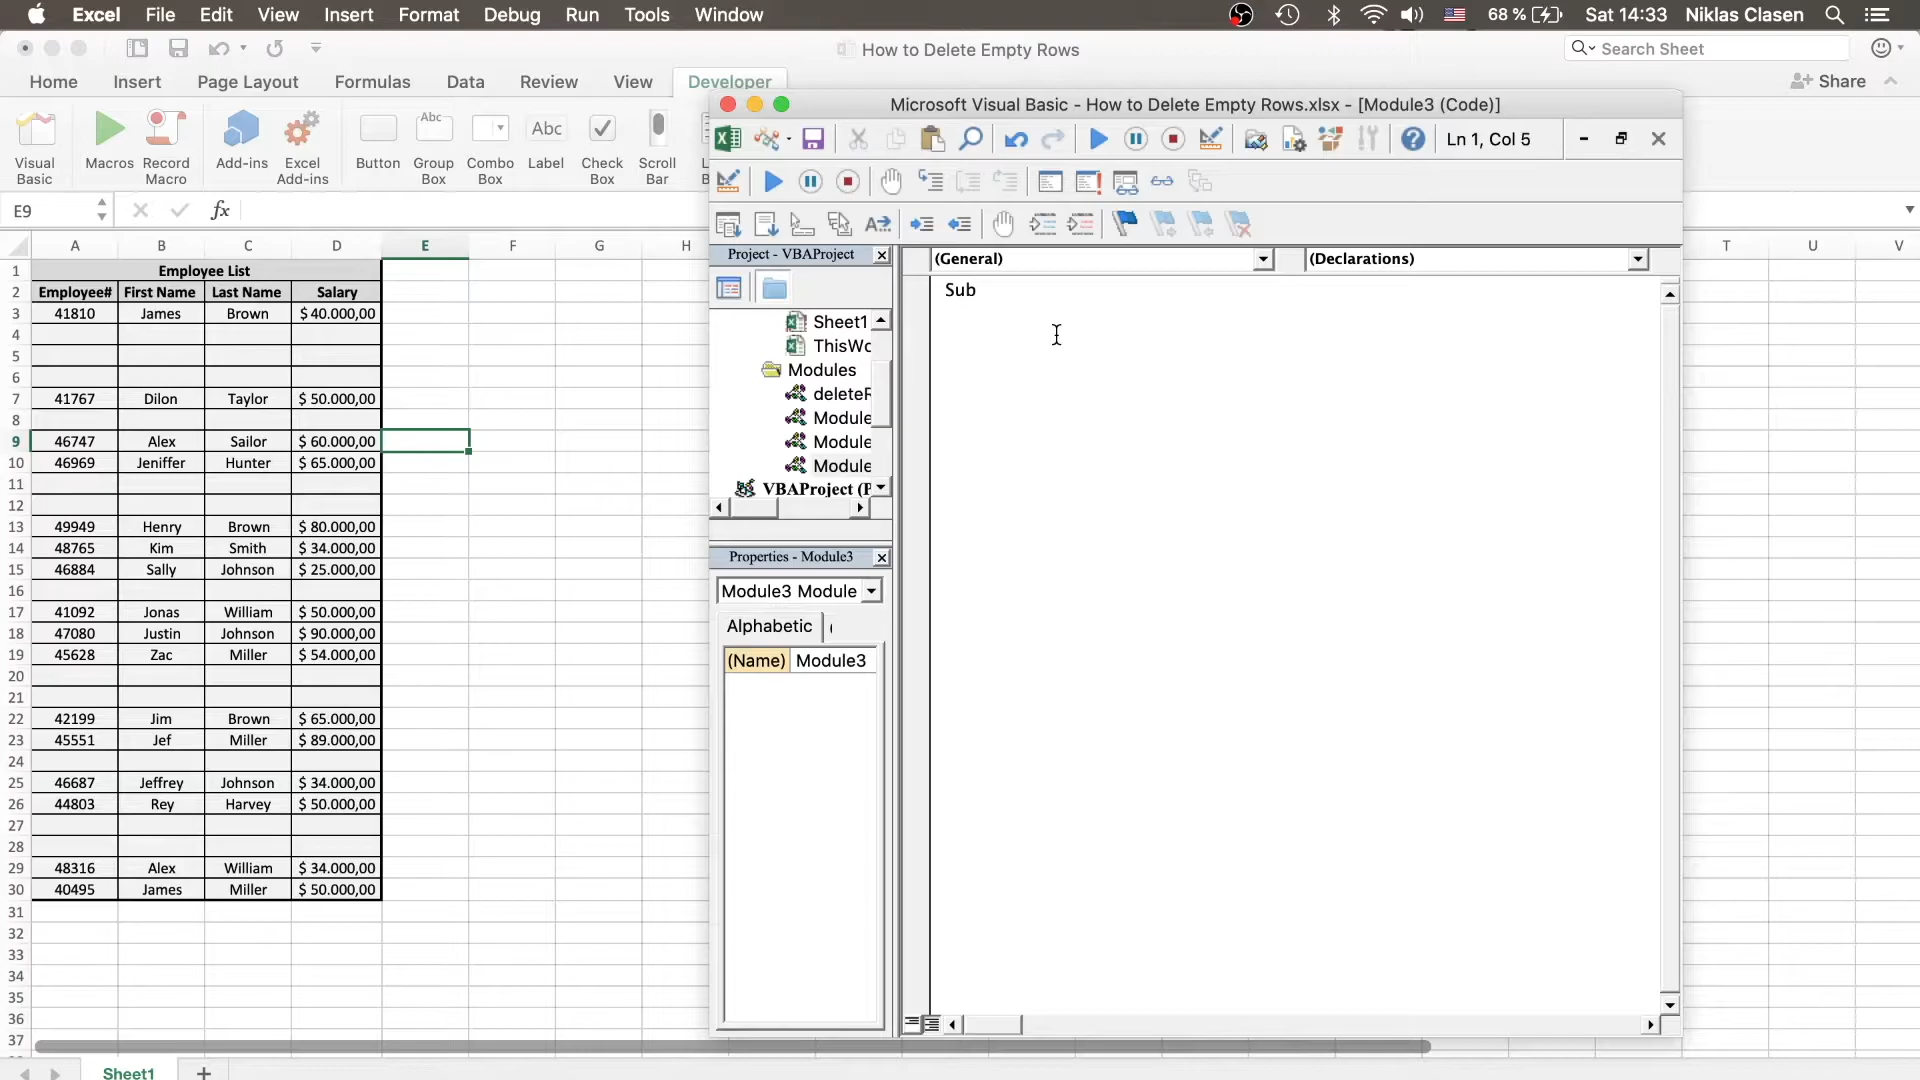 Excel File Edit View Insert Format Debug Run Tools Window 68 % Sat 14:33 Niklas Clasen
How to Delete Empty Rows Search Sheet
Home Insert Page Layout Formulas Data Review View Developer Share
Visual Basic Macros Record Macro Add-ins Excel Add-ins Button Group Box Combo Box Label Check Box Scroll Bar
Abc Abc
E9 fx
A B C D E F G H T U V
1 Employee List
2 Employee# First Name Last Name Salary
3 41810 James Brown $ 40.000,00
4
5
6
7 41767 Dilon Taylor $ 50.000,00
8
9 46747 Alex Sailor $ 60.000,00
10 46969 Jeniffer Hunter $ 65.000,00
11
12
13 49949 Henry Brown $ 80.000,00
14 48765 Kim Smith $ 34.000,00
15 46884 Sally Johnson $ 25.000,00
16
17 41092 Jonas William $ 50.000,00
18 47080 Justin Johnson $ 90.000,00
19 45628 Zac Miller $ 54.000,00
20
21
22 42199 Jim Brown $ 65.000,00
23 45551 Jef Miller $ 89.000,00
24
25 46687 Jeffrey Johnson $ 34.000,00
26 44803 Rey Harvey $ 50.000,00
27
28
29 48316 Alex William $ 34.000,00
30 40495 James Miller $ 50.000,00
31
32
33
34
35
36
37
Sheet1 +
Microsoft Visual Basic - How to Delete Empty Rows.xlsx - [Module3 (Code)]
Ln 1, Col 5
Project - VBAProject
(General) (Declarations)
Sub
Sheet1
ThisWo
Modules
deleteR
Module
Module
Module
VBAProject (P
Properties - Module3
Module3 Module
Alphabetic
(Name) Module3